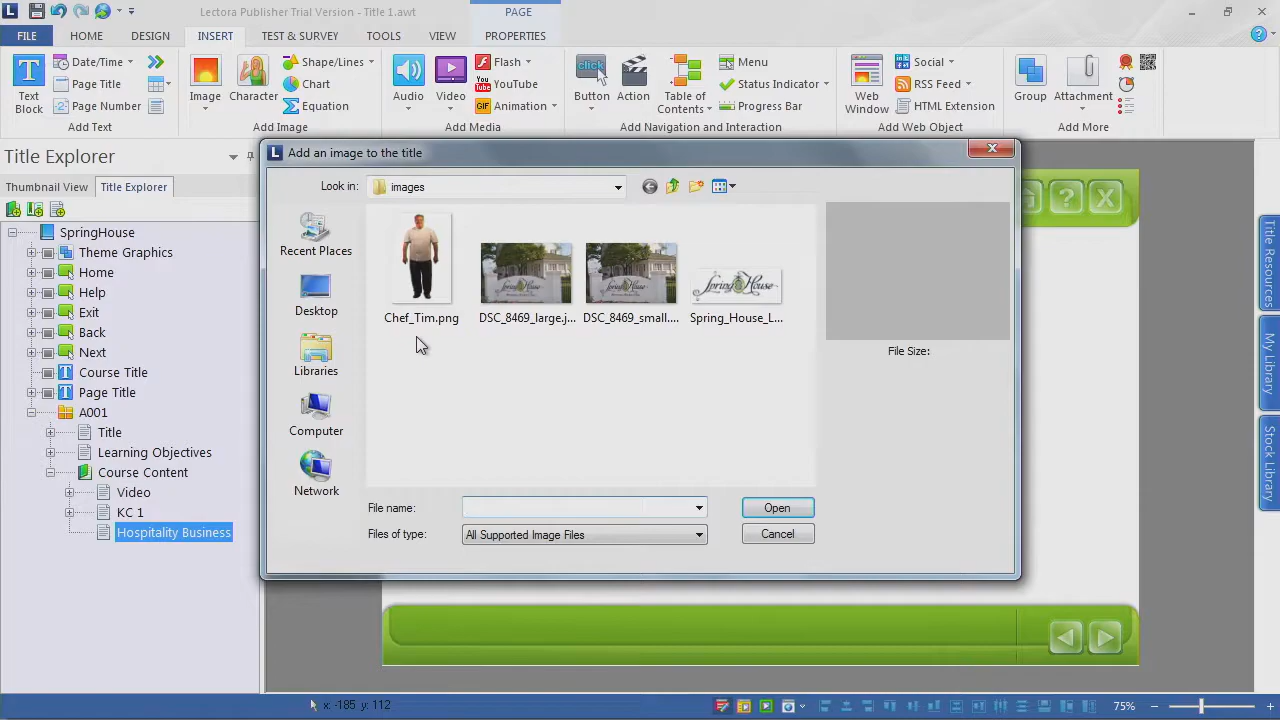 Lectora Publisher Trial Version - Title 1.awt
PAGE
FILE HOME DESIGN INSERT TEST & SURVEY TOOLS VIEW PROPERTIES
Text Block
Date/Time
Page Title
Page Number
Add Text
Image
Character
Shape/Lines
Chart
Equation
Add Image
Audio
Video
Flash
YouTube
Animation
Add Media
click
Button
Action
Table of Contents
Menu
Status Indicator
Progress Bar
Add Navigation and Interaction
Web Window
Social
RSS Feed
HTML Extension
Add Web Object
Group
Attachment
Add More
Title Explorer
Thumbnail View Title Explorer
SpringHouse
Theme Graphics
Home
Help
Exit
Back
Next
Course Title
Page Title
A001
Title
Learning Objectives
Course Content
Video
KC 1
Hospitality Business
Add an image to the title
Look in: images
Recent Places
Desktop
Libraries
Computer
Network
Chef_Tim.png
DSC_8469_large.j...
DSC_8469_small....
Spring_House_L...
Spring House
File Size:
File name:
Open
Files of type: All Supported Image Files
Cancel
Title Resources
My Library
Stock Library
x: -185 y: 112
75%